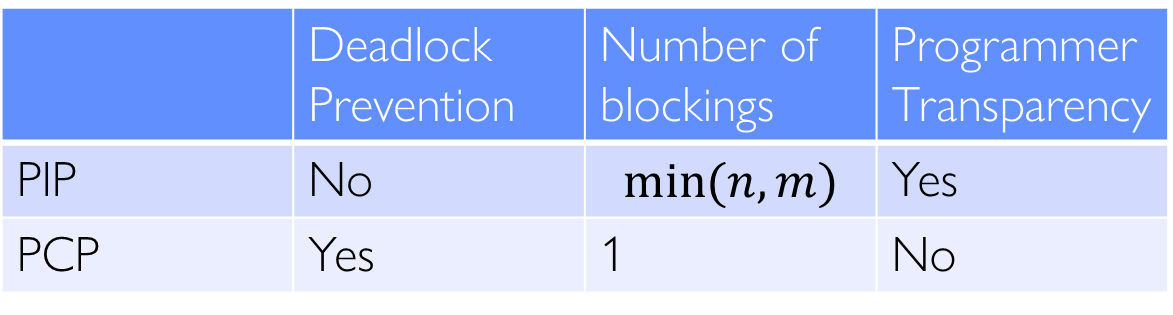 Deadlock Prevention Number of blockings Programmer Transparency
PIP No min(n, m) Yes
PCP Yes 1 No